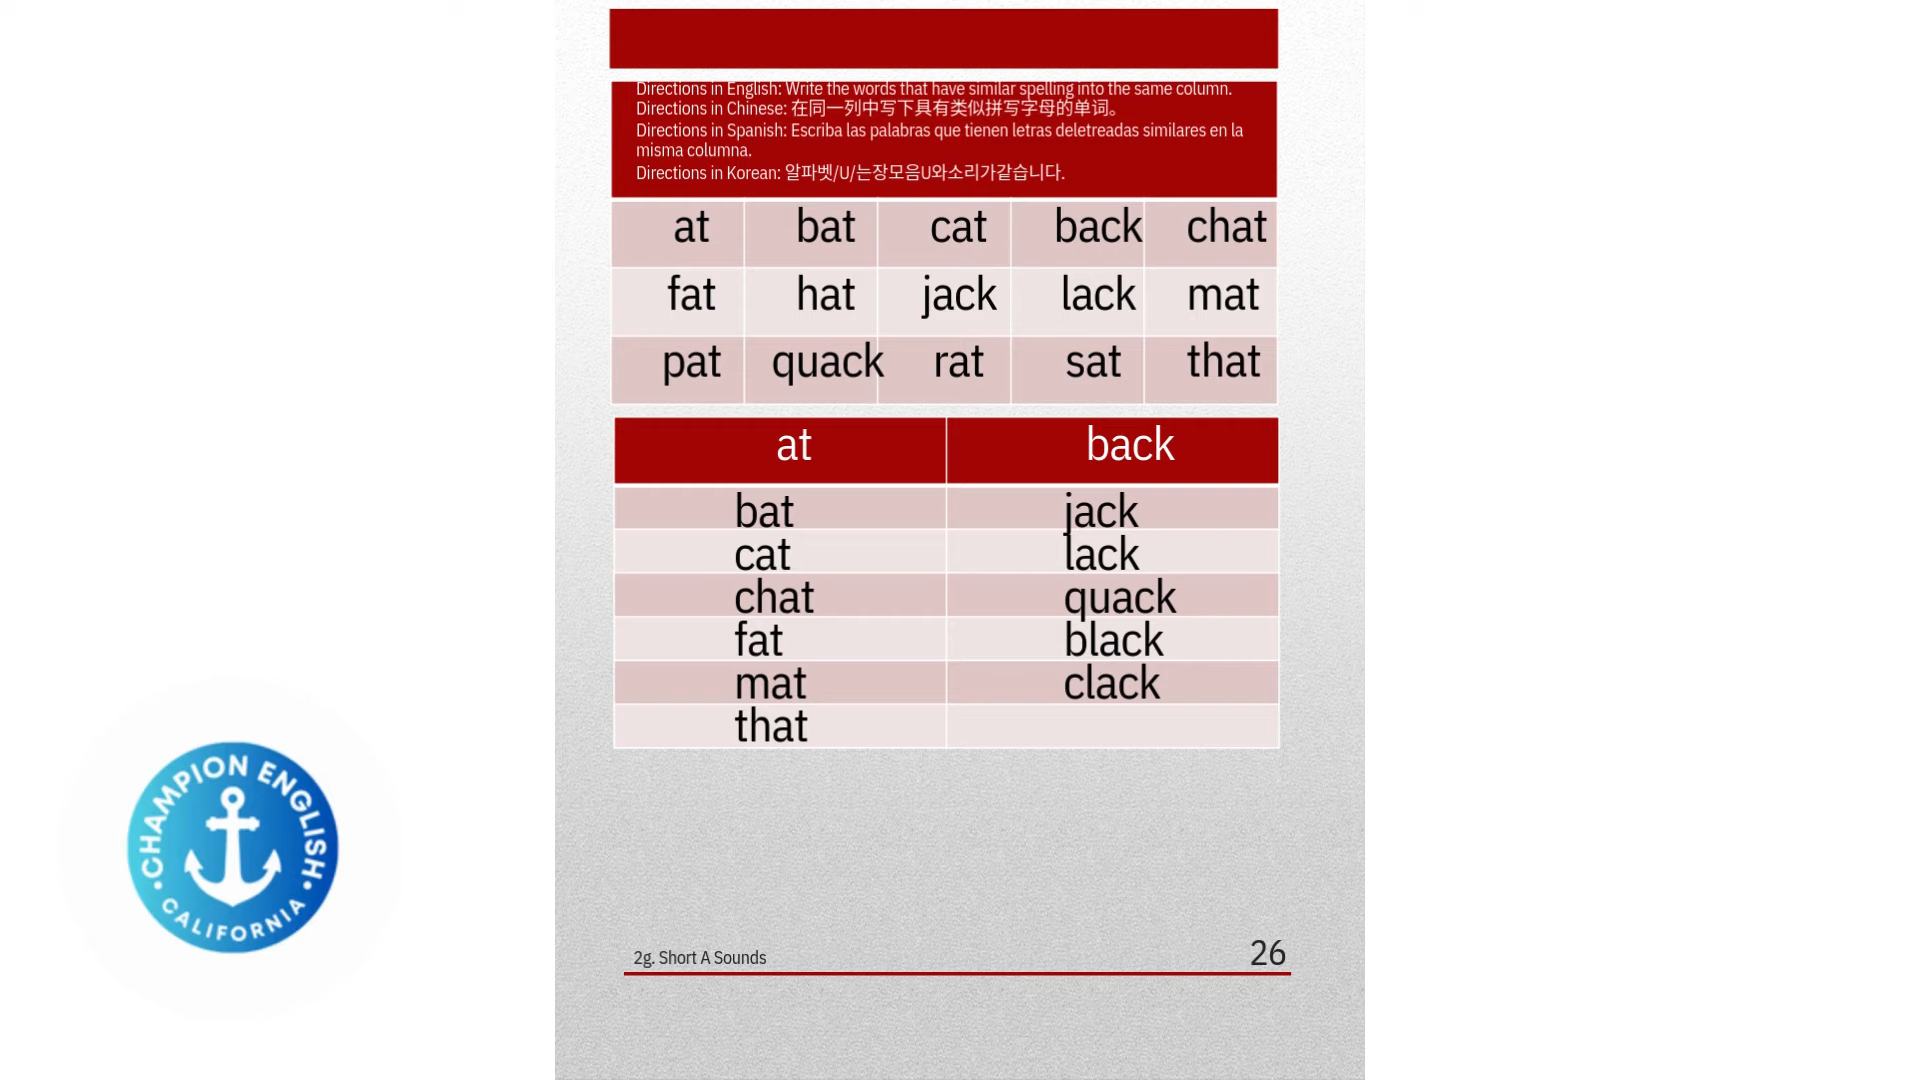 Directions in English: Write the words that have similar spelling into the same column.
Directions in Chinese: 在同一列中写下具有类似拼写字母的单词。
Directions in Spanish: Escriba las palabras que tienen letras deletreadas similares en la
misma columna.
Directions in Korean: 알파벳/U/는장모음U와소리가같습니다.
at bat cat back chat
fat hat jack lack mat
pat quack rat sat that
at back
bat jack
cat lack
chat quack
fat black
mat clack
that
CHAMPION ENGLISH
CALIFORNIA
2g. Short A Sounds 26